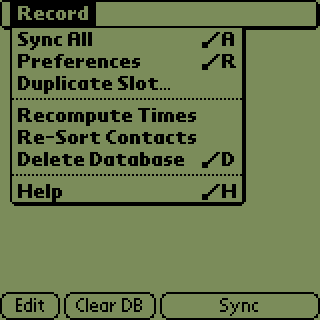 Record
Sync All ⁄A
Preferences ⁄R
Duplicate Slot...
Recompute Times
Re-Sort Contacts
Delete Database ⁄D
Help ⁄H
Edit Clear DB Sync